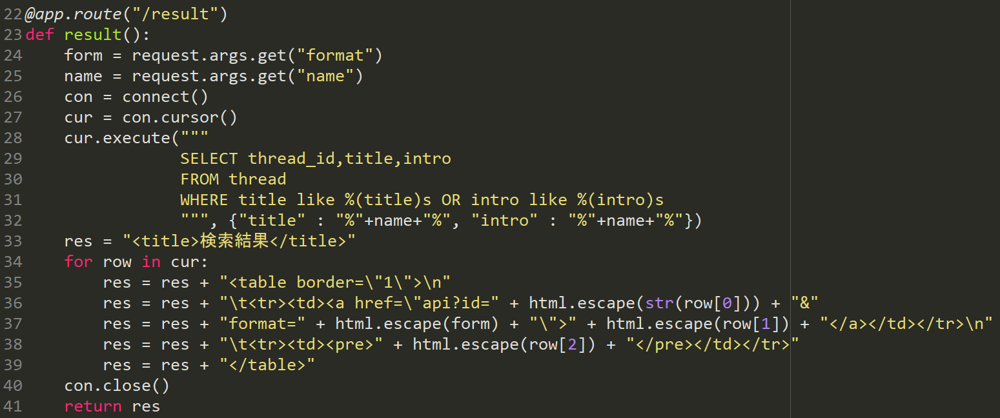 22@app.route("/result")
23 def result():
24     form = request.args.get("format")
25     name = request.args.get("name")
26     con = connect()
27     cur = con.cursor()
28     cur.execute("""
29                 SELECT thread_id,title,intro
30                 FROM thread
31                 WHERE title like %(title)s OR intro like %(intro)s
32                 """, {"title" : "%"+name+"%", "intro" : "%"+name+"%"})
33     res = "<title>検索結果</title>"
34     for row in cur:
35         res = res + "<table border=\"1\">\n"
36         res = res + "\t<tr><td><a href=\"api?id=" + html.escape(str(row[0])) + "&"
37         res = res + "format=" + html.escape(form) + "\">" + html.escape(row[1]) + "</a></td></tr>\n"
38         res = res + "\t<tr><td><pre>" + html.escape(row[2]) + "</pre></td></tr>"
39         res = res + "</table>"
40     con.close()
41     return res